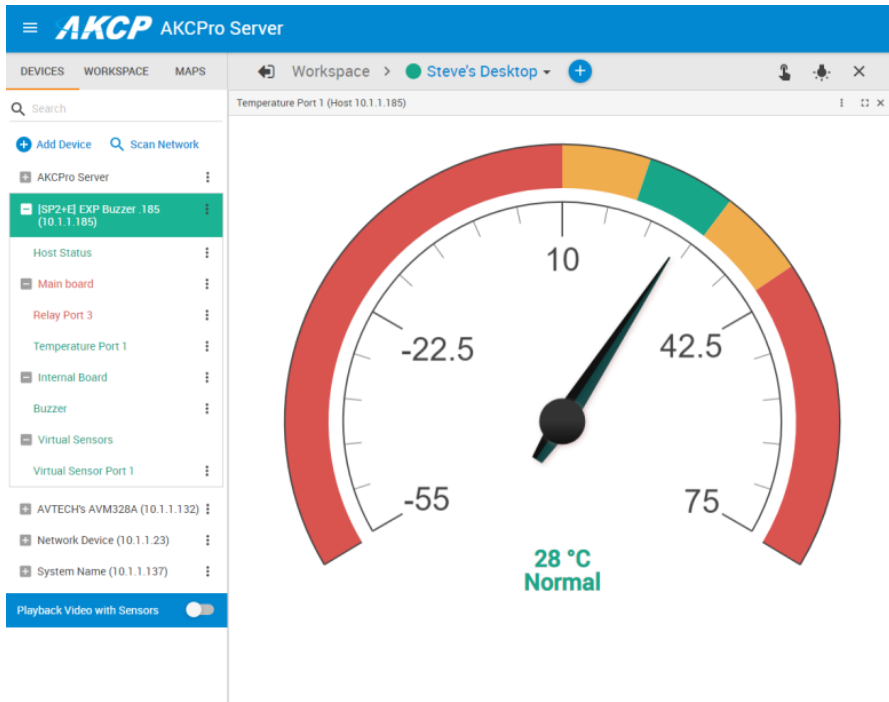 AKCP AKCPro Server
DEVICES WORKSPACE MAPS
Workspace > Steve's Desktop
Search
Temperature Port 1 (Host 10.1.1.185)
Add Device Scan Network
AKCPro Server
[SP2+E] EXP Buzzer .185
(10.1.1.185)
Host Status
Main board
Relay Port 3
Temperature Port 1
Internal Board
Buzzer
Virtual Sensors
Virtual Sensor Port 1
AVTECH's AVM328A (10.1.1.132)
Network Device (10.1.1.23)
System Name (10.1.1.137)
Playback Video with Sensors
10
-22.5
42.5
-55
75
28 °C
Normal